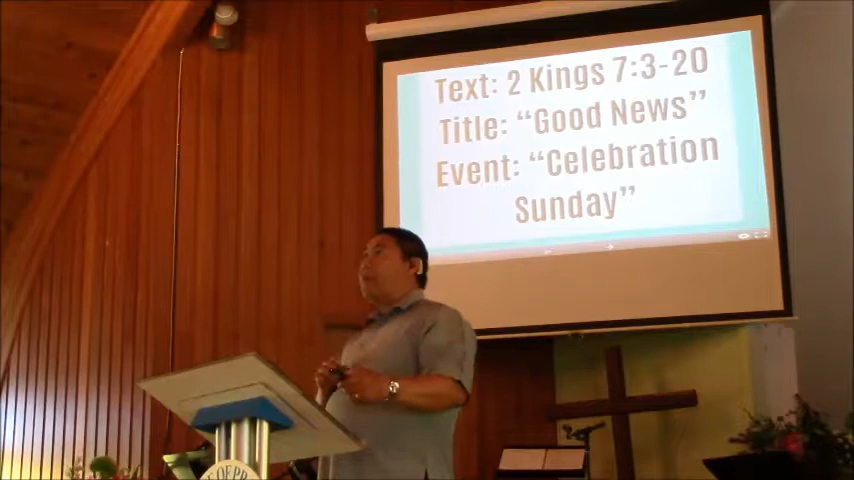 Text: 2 Kings 7:3-20
Title: “Good News”
Event: “Celebration
Sunday”